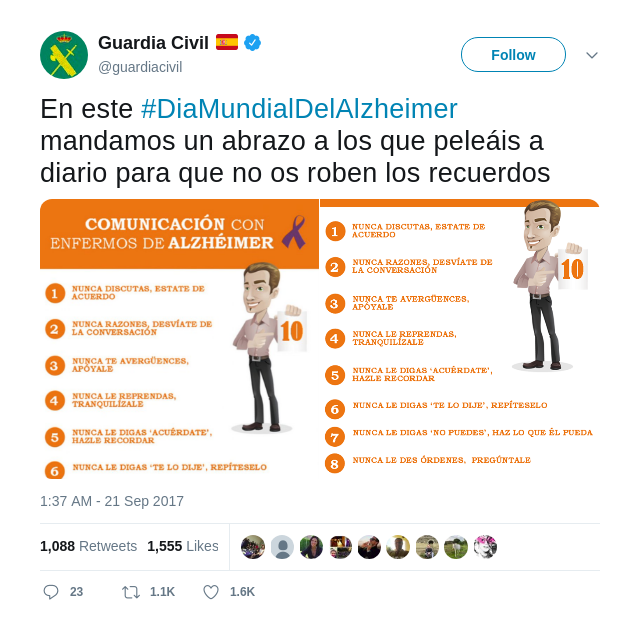 Guardia Civil
@guardiacivil
Follow
En este #DiaMundialDelAlzheimer
mandamos un abrazo a los que peleáis a
diario para que no os roben los recuerdos
COMUNICACIÓN CON
ENFERMOS DE ALZHÉIMER
1 NUNCA DISCUTAS, ESTATE DE
ACUERDO
2 NUNCA RAZONES, DESVÍATE DE
LA CONVERSACIÓN
3 NUNCA TE AVERGÜENCES,
APÓYALE
4 NUNCA LE REPRENDAS,
TRANQUILÍZALE
5 NUNCA LE DIGAS 'ACUÉRDATE',
HAZLE RECORDAR
6 NUNCA LE DIGAS 'TE LO DIJE', REPÍTESELO
10
1 NUNCA DISCUTAS, ESTATE DE
ACUERDO
2 NUNCA RAZONES, DESVÍATE DE
LA CONVERSACIÓN
3 NUNCA TE AVERGÜENCES,
APÓYALE
4 NUNCA LE REPRENDAS,
TRANQUILÍZALE
5 NUNCA LE DIGAS 'ACUÉRDATE',
HAZLE RECORDAR
6 NUNCA LE DIGAS 'TE LO DIJE', REPÍTESELO
7 NUNCA LE DIGAS 'NO PUEDES', HAZ LO QUE ÉL PUEDA
8 NUNCA LE DES ÓRDENES, PREGÚNTALE
10
1:37 AM - 21 Sep 2017
1,088 Retweets 1,555 Likes
23 1.1K 1.6K